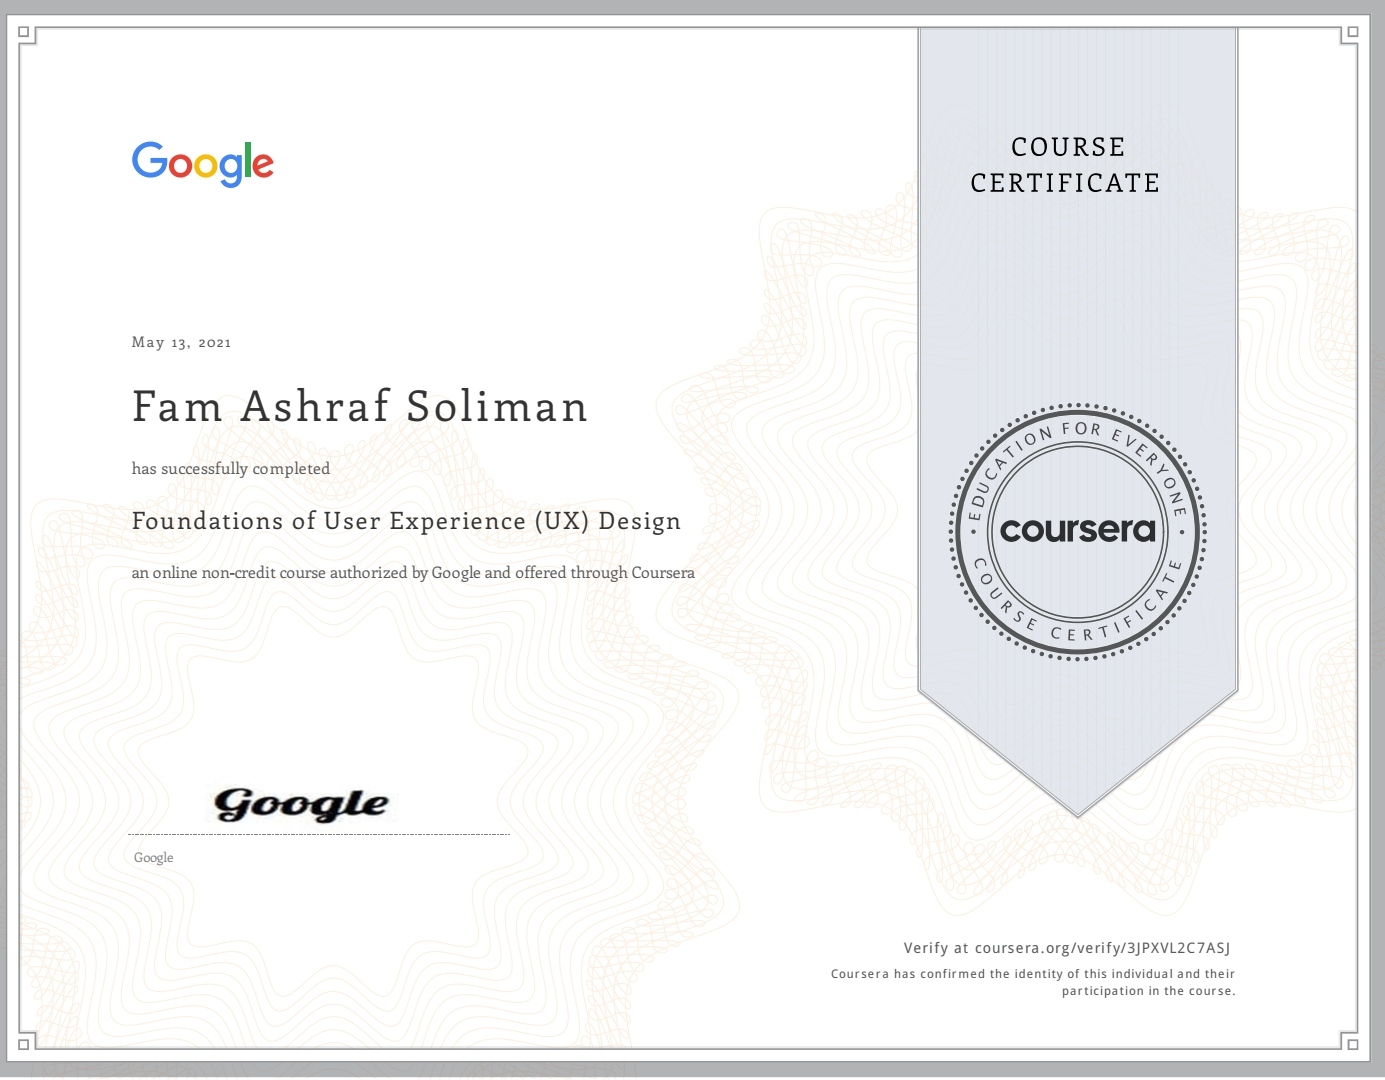 Google
COURSE
CERTIFICATE
May 13, 2021
Fam Ashraf Soliman
has successfully completed
Foundations of User Experience (UX) Design
an online non-credit course authorized by Google and offered through Coursera
EDUCATION FOR EVERYONE
coursera
COURSE CERTIFICATE
Google
Google
Verify at coursera.org/verify/3JPXVL2C7ASJ
Coursera has confirmed the identity of this individual and their
participation in the course.